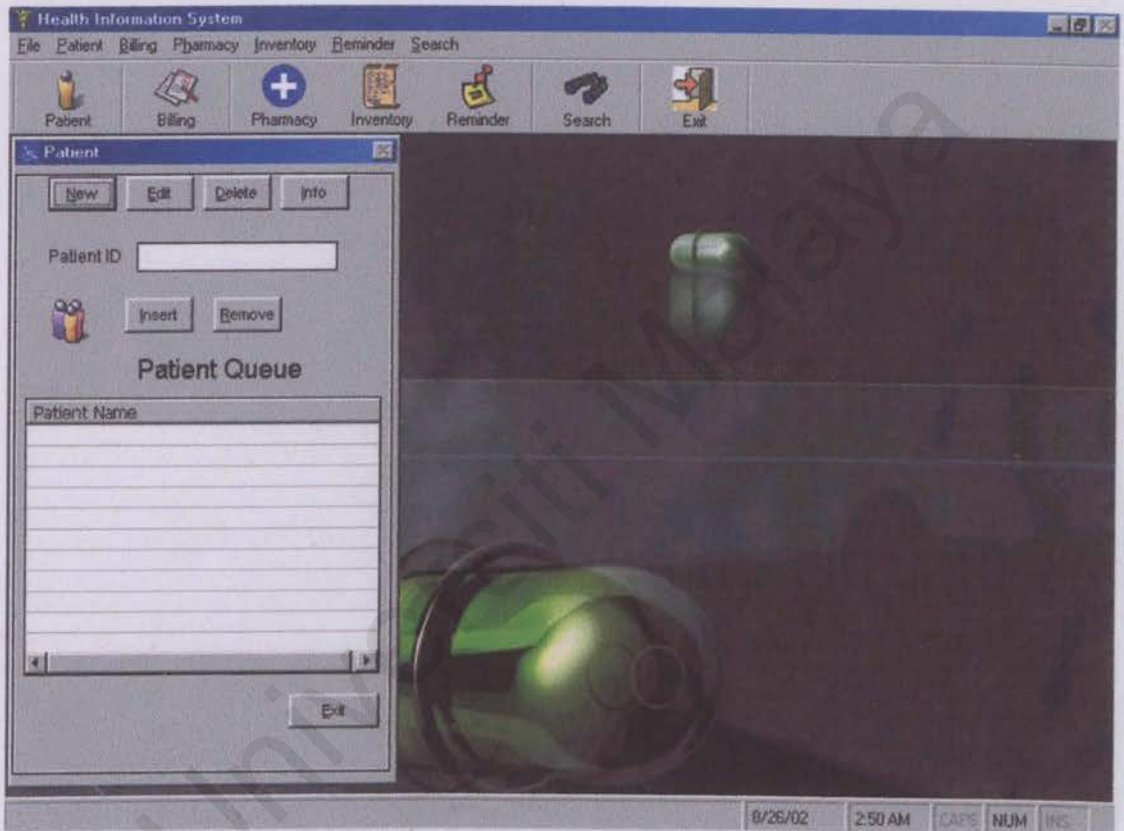 Health Information System
File Patient Billing Pharmacy Inventory Reminder Search
Patient Billing Pharmacy Inventory Reminder Search Exit
Patient
New Edit Delete Info
Patient ID
Insert Remove
Patient Queue
Patient Name
Exit
8/26/02 2:50 AM CAPS NUM INS
Universiti Malaya